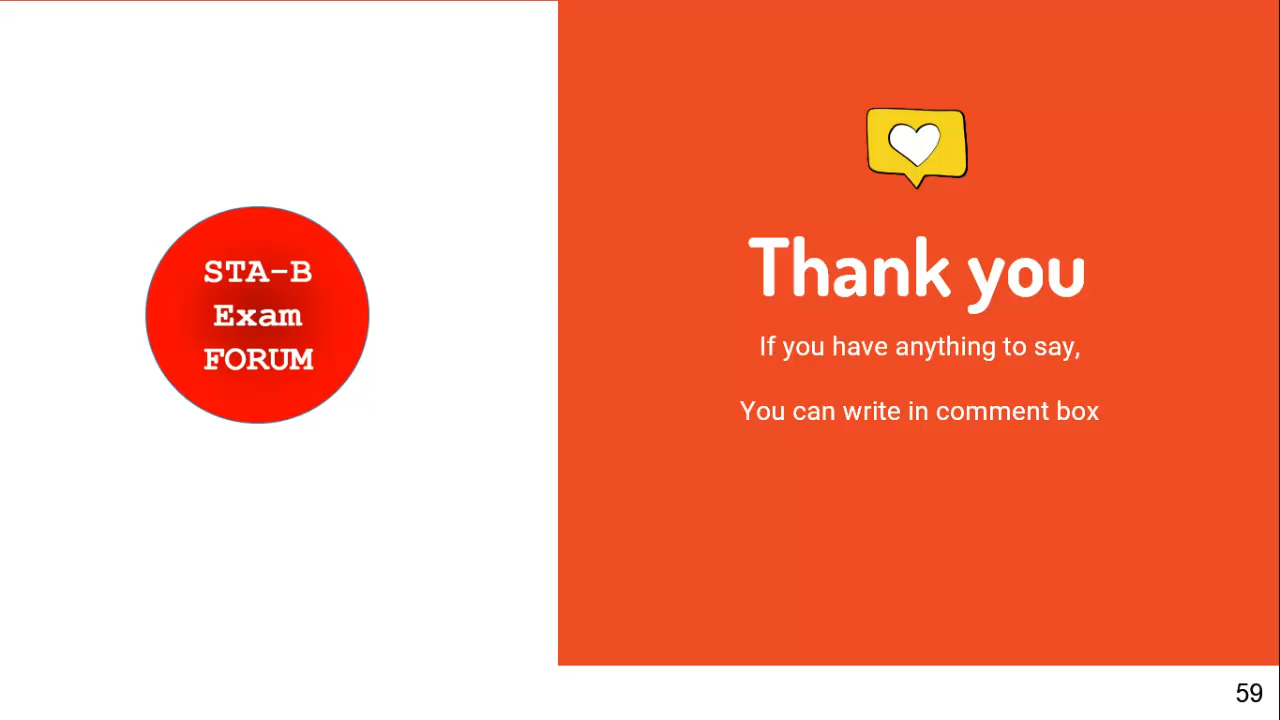 STA-B
Exam
FORUM
Thank you
If you have anything to say,
You can write in comment box
59